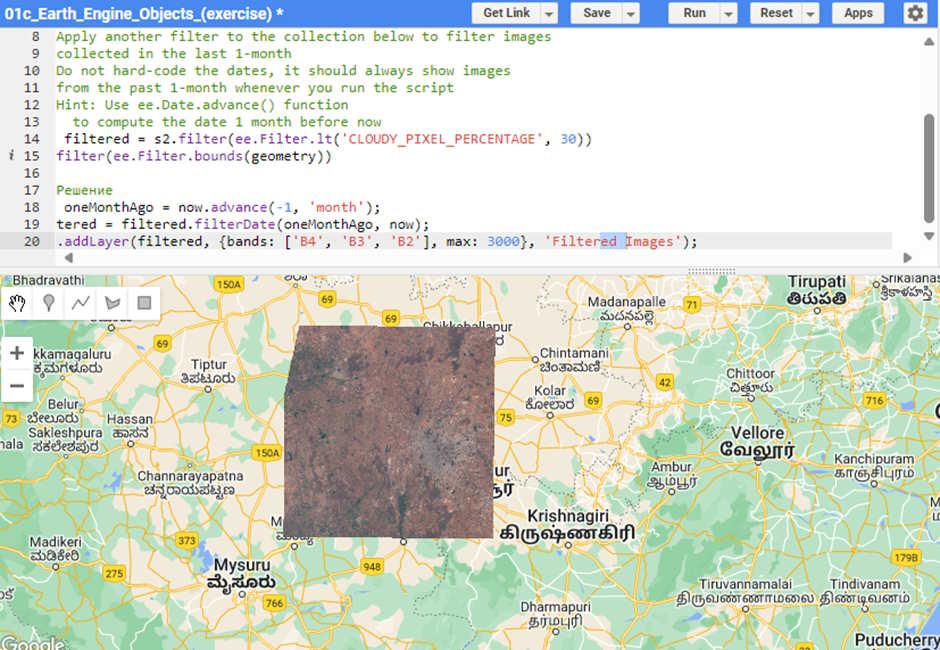 01c_Earth_Engine_Objects_(exercise) *
Get Link
Save
Run
Reset
Apps
8 Apply another filter to the collection below to filter images
9 collected in the last 1-month
10 Do not hard-code the dates, it should always show images
11 from the past 1-month whenever you run the script
12 Hint: Use ee.Date.advance() function
13 to compute the date 1 month before now
14 filtered = s2.filter(ee.Filter.lt('CLOUDY_PIXEL_PERCENTAGE', 30))
i 15 filter(ee.Filter.bounds(geometry))
16
17 Решение
18 oneMonthAgo = now.advance(-1, 'month');
19 tered = filtered.filterDate(oneMonthAgo, now);
20 .addLayer(filtered, {bands: ['B4', 'B3', 'B2'], max: 3000}, 'Filtered Images');
Bhadravathi
150A
69
Tirupati
తిరుపతి
Srikalahas
శ్రీకాళహస్
Madanapalle
మదనపల్లె
71
69
Chikkaballapur
+
−
kkamagaluru
ಕ್ಕಮಗಳೂರು
69
Tiptur
ತಿಪಟೂರು
Chintamani
ಚಿಂತಾಮಣಿ
Kolar
ಕೋಲಾರ
69
42
Chittoor
చిత్తూరు
716
Belur
ಬೇಲೂರು
73
Hassan
ಹಾಸನ
Sakleshpura
ಸಕಲೇಶಪುರ
75
150A
Vellore
வேலூர்
Channarayapatna
ಚನ್ನರಾಯಪಟ್ಟಣ
Ambur
ஆம்பூர்
Kanchipuram
காஞ்சிபுரம்
ur
Krishnagiri
கிருஷ்ணகிரி
Madikeri
ಮಡಿಕೇರಿ
373
275
Mysuru
ಮೈಸೂರು
948
766
179B
Tiruvannamalai
திருவண்ணாமலை
Tindivanam
திண்டிவனம்
Dharmapuri
தர்மபுரி
Puducherry
Google